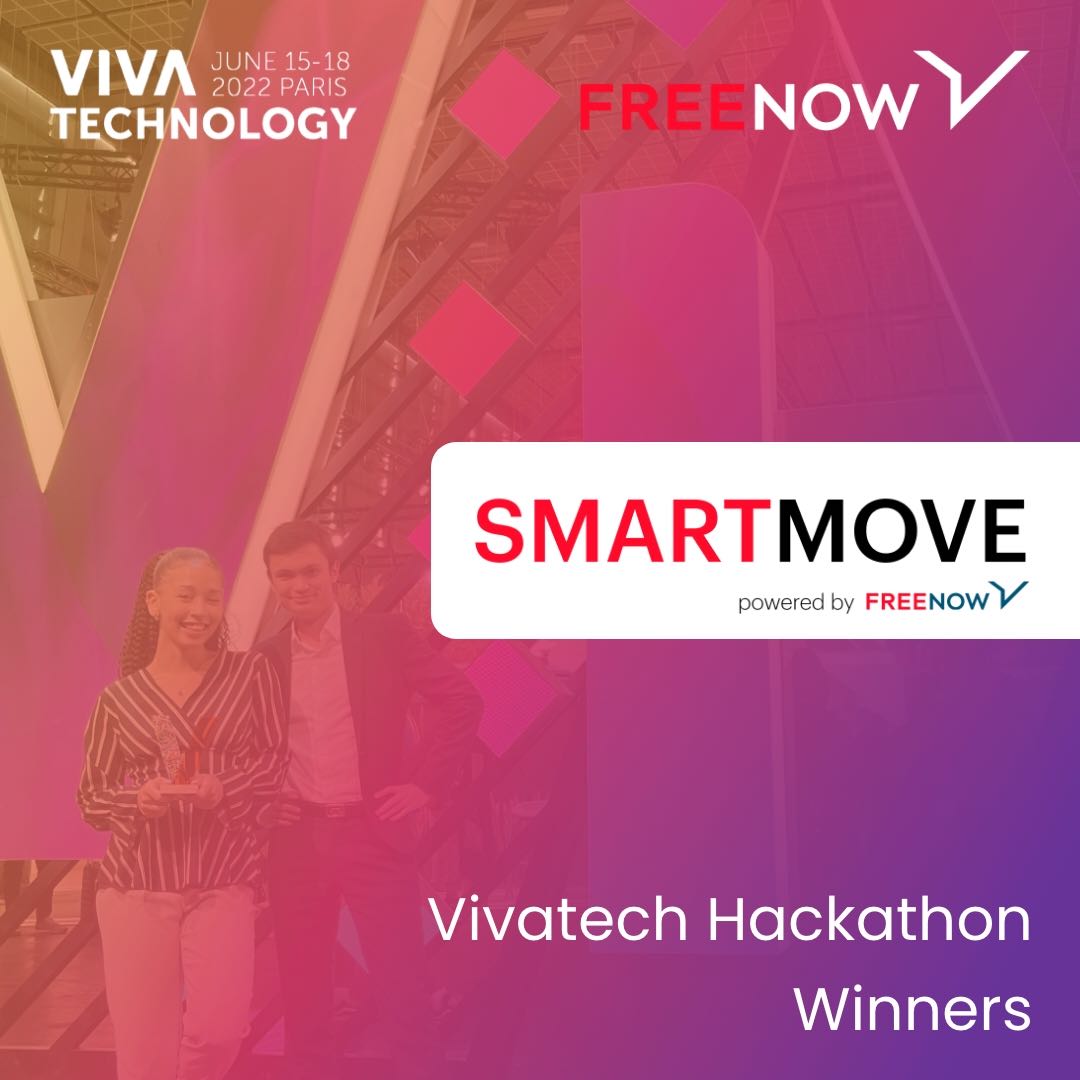 VIVA JUNE 15-18
2022 PARIS
TECHNOLOGY
FREENOW
SMARTMOVE
powered by FREENOW
Vivatech Hackathon
Winners